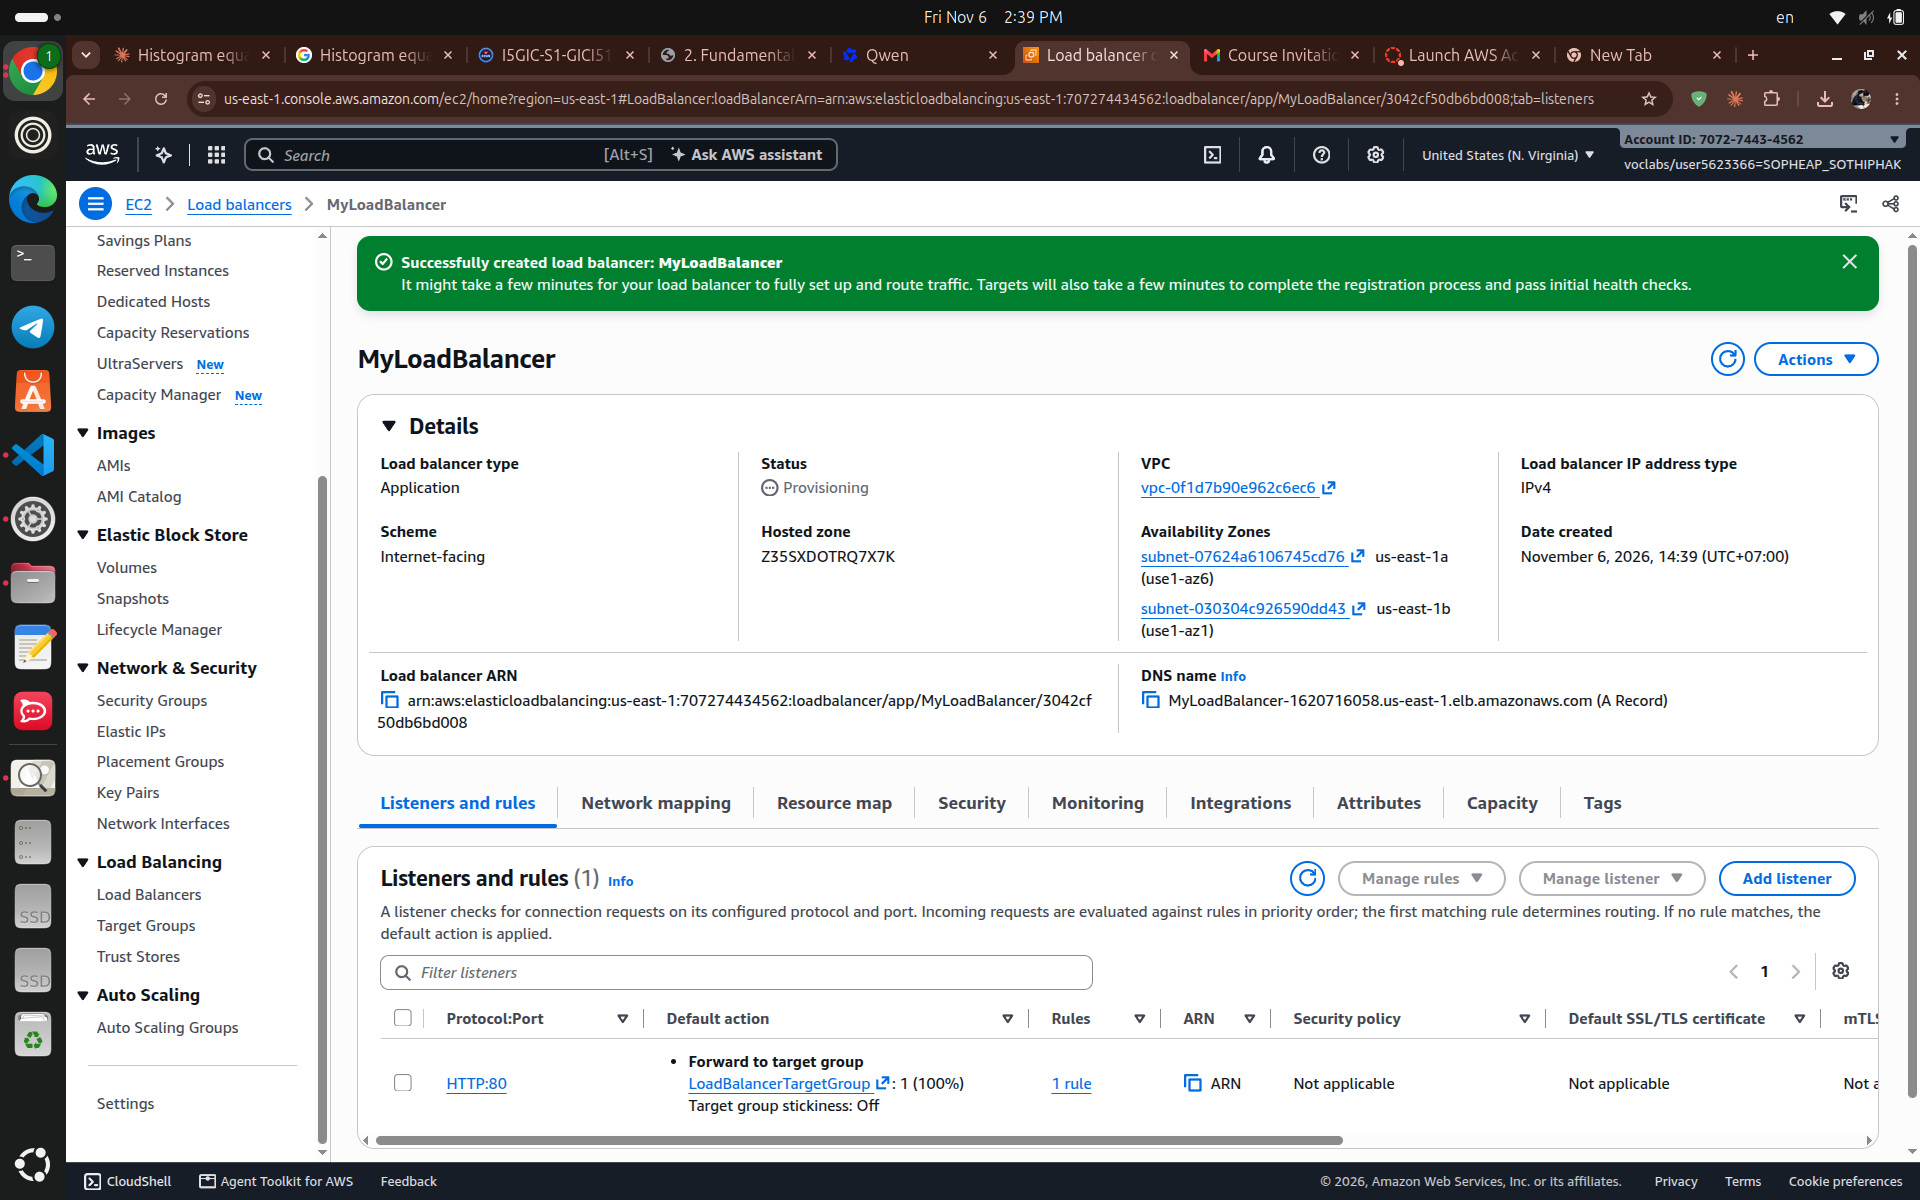 Fri Nov 6 2:39 PM
en
1
Histogram equa
Histogram equa
I5GIC-S1-GICI51
2. Fundamental
Qwen
Load balancer d
Course Invitatio
Launch AWS Ac
New Tab
us-east-1.console.aws.amazon.com/ec2/home?region=us-east-1#LoadBalancer:loadBalancerArn=arn:aws:elasticloadbalancing:us-east-1:707274434562:loadbalancer/app/MyLoadBalancer/3042cf50db6bd008;tab=listeners
aws
Search [Alt+S] Ask AWS assistant
United States (N. Virginia)
Account ID: 7072-7443-4562
voclabs/user5623366=SOPHEAP_SOTHIPHAK
EC2 Load balancers MyLoadBalancer
Savings Plans
Reserved Instances
Dedicated Hosts
Capacity Reservations
UltraServers New
Capacity Manager New
Images
AMIs
AMI Catalog
Elastic Block Store
Volumes
Snapshots
Lifecycle Manager
Network & Security
Security Groups
Elastic IPs
Placement Groups
Key Pairs
Network Interfaces
Load Balancing
Load Balancers
Target Groups
Trust Stores
Auto Scaling
Auto Scaling Groups
Settings
SSD
SSD
Successfully created load balancer: MyLoadBalancer
It might take a few minutes for your load balancer to fully set up and route traffic. Targets will also take a few minutes to complete the registration process and pass initial health checks.
MyLoadBalancer
Actions
Details
Load balancer type
Application
Status
Provisioning
VPC
vpc-0f1d7b90e962c6ec6
Load balancer IP address type
IPv4
Scheme
Internet-facing
Hosted zone
Z35SXDOTRQ7X7K
Availability Zones
subnet-07624a6106745cd76 us-east-1a
(use1-az6)
subnet-030304c926590dd43 us-east-1b
(use1-az1)
Date created
November 6, 2026, 14:39 (UTC+07:00)
Load balancer ARN
arn:aws:elasticloadbalancing:us-east-1:707274434562:loadbalancer/app/MyLoadBalancer/3042cf
50db6bd008
DNS name Info
MyLoadBalancer-1620716058.us-east-1.elb.amazonaws.com (A Record)
Listeners and rules
Network mapping
Resource map
Security
Monitoring
Integrations
Attributes
Capacity
Tags
Listeners and rules (1) Info
Manage rules
Manage listener
Add listener
A listener checks for connection requests on its configured protocol and port. Incoming requests are evaluated against rules in priority order; the first matching rule determines routing. If no rule matches, the
default action is applied.
Filter listeners
1
Protocol:Port
Default action
Rules
ARN
Security policy
Default SSL/TLS certificate
mTLS
HTTP:80
• Forward to target group
LoadBalancerTargetGroup : 1 (100%)
Target group stickiness: Off
1 rule
ARN
Not applicable
Not applicable
Not a
CloudShell
Agent Toolkit for AWS
Feedback
© 2026, Amazon Web Services, Inc. or its affiliates.
Privacy
Terms
Cookie preferences